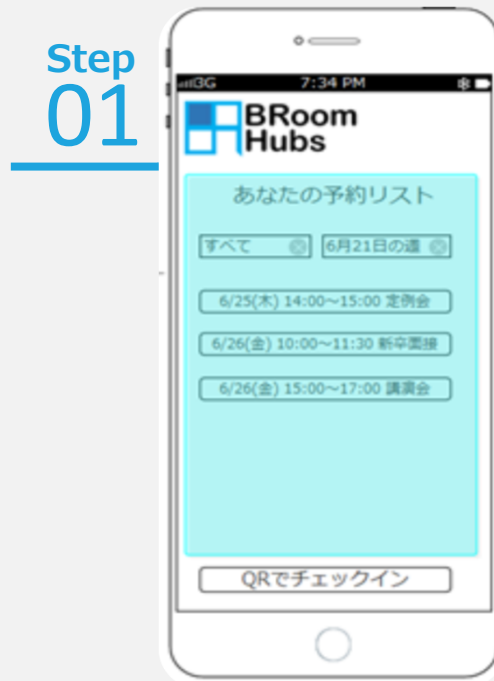 Step
01
3G 7:34 PM
BRoom
Hubs
あなたの予約リスト
すべて 6月21日の週
6/25(木) 14:00〜15:00 定例会
6/26(金) 10:00〜11:30 新卒面接
6/26(金) 15:00〜17:00 講演会
QRでチェックイン